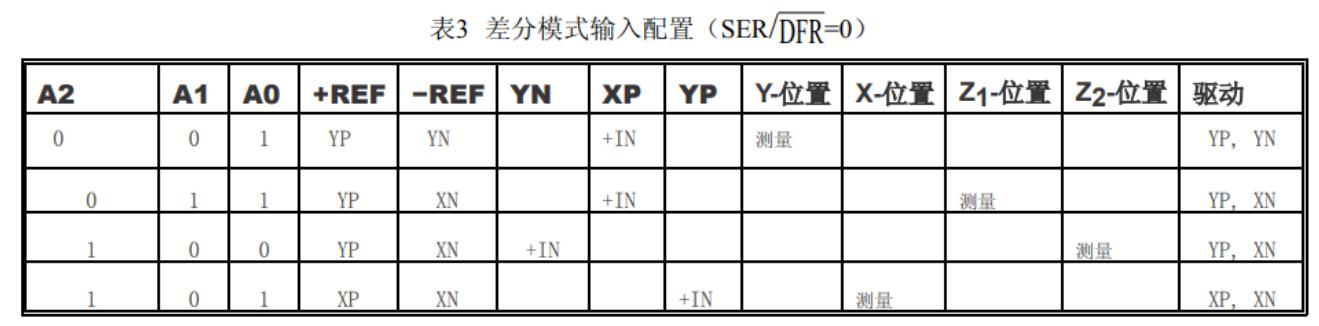 表3 差分模式输入配置（SER/DFR=0）
A2 A1 A0 +REF −REF YN XP YP Y-位置 X-位置 Z1-位置 Z2-位置 驱动
0 0 1 YP YN +IN 测量 YP, YN
0 1 1 YP XN +IN 测量 YP, XN
1 0 0 YP XN +IN 测量 YP, XN
1 0 1 XP XN +IN 测量 XP, XN